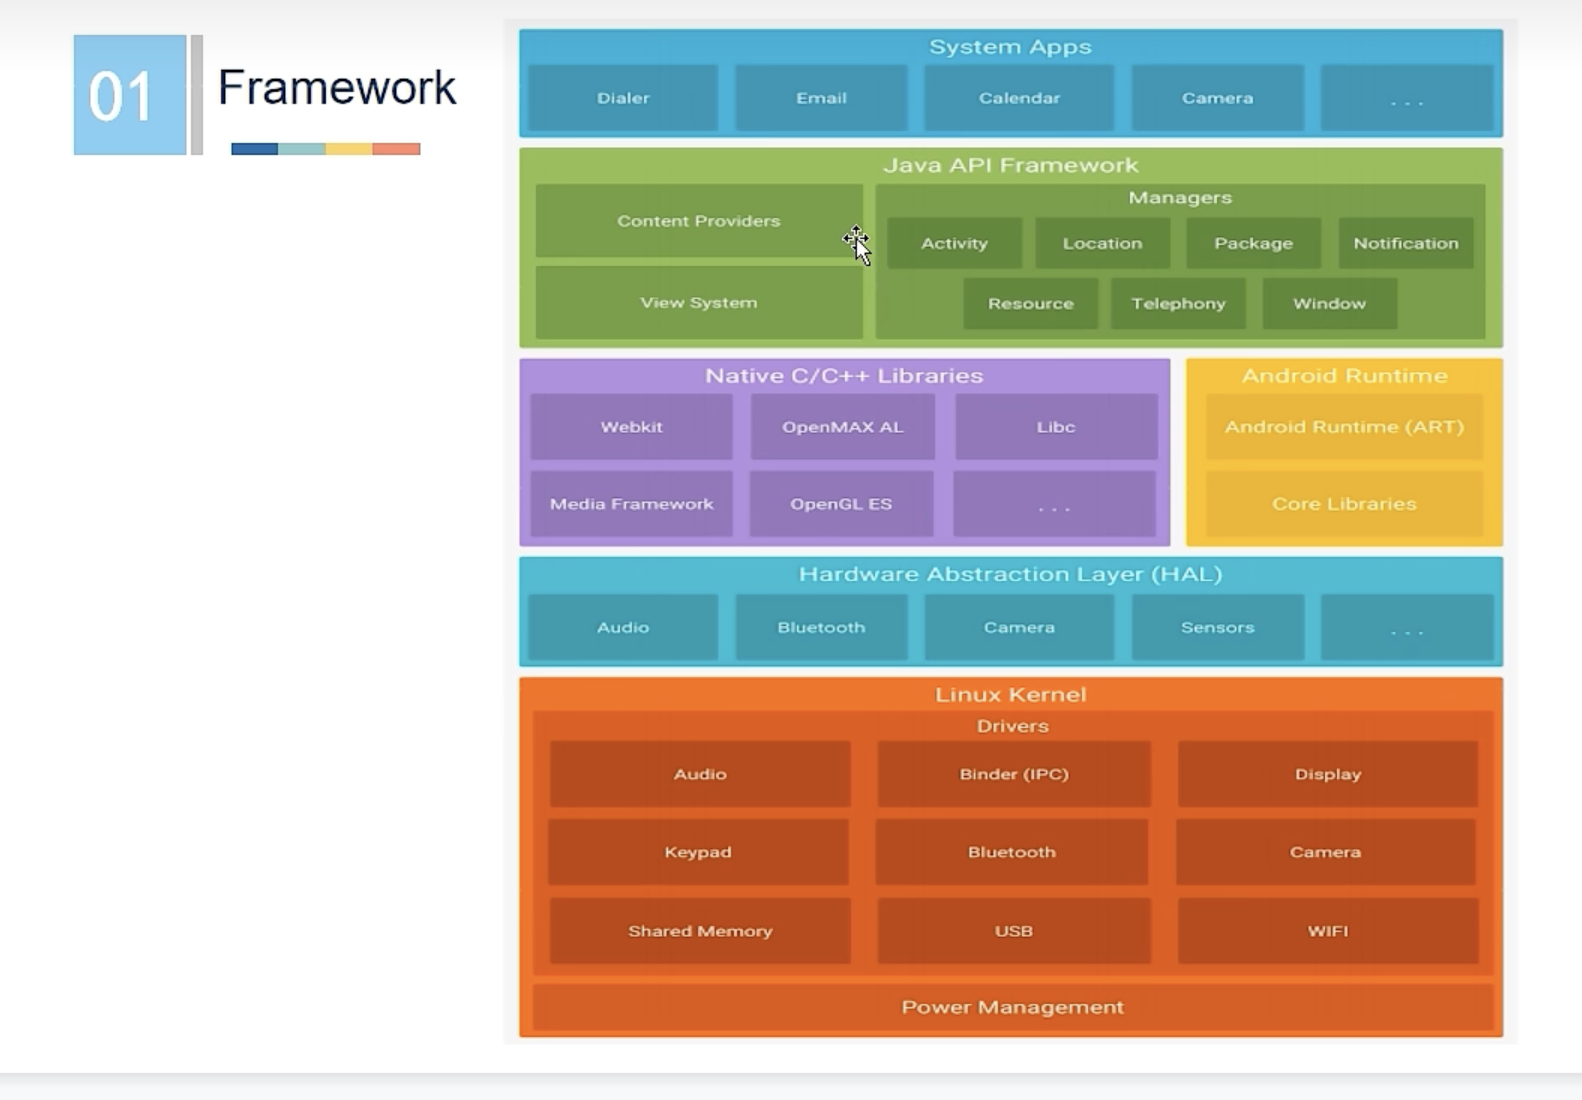 01
Framework
System Apps
Dialer
Email
Calendar
Camera
. . .
Java API Framework
Content Providers
View System
Managers
Activity
Location
Package
Notification
Resource
Telephony
Window
Native C/C++ Libraries
Webkit
OpenMAX AL
Libc
Media Framework
OpenGL ES
. . .
Android Runtime
Android Runtime (ART)
Core Libraries
Hardware Abstraction Layer (HAL)
Audio
Bluetooth
Camera
Sensors
. . .
Linux Kernel
Drivers
Audio
Binder (IPC)
Display
Keypad
Bluetooth
Camera
Shared Memory
USB
WIFI
Power Management